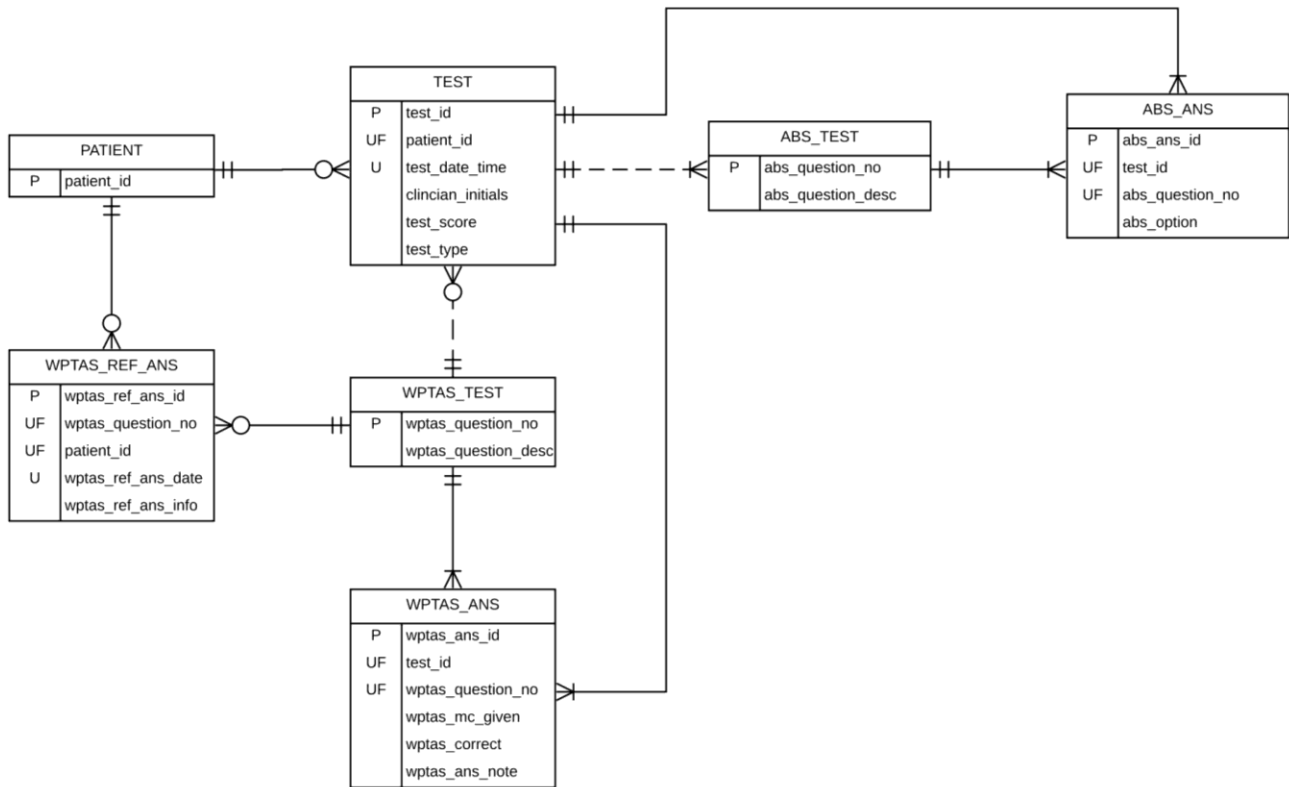 TEST
P test_id
UF patient_id
U test_date_time
clincian_initials
test_score
test_type
PATIENT
P patient_id
ABS_TEST
P abs_question_no
abs_question_desc
ABS_ANS
P abs_ans_id
UF test_id
UF abs_question_no
abs_option
WPTAS_REF_ANS
P wptas_ref_ans_id
UF wptas_question_no
UF patient_id
U wptas_ref_ans_date
wptas_ref_ans_info
WPTAS_TEST
P wptas_question_no
wptas_question_desc
WPTAS_ANS
P wptas_ans_id
UF test_id
UF wptas_question_no
wptas_mc_given
wptas_correct
wptas_ans_note